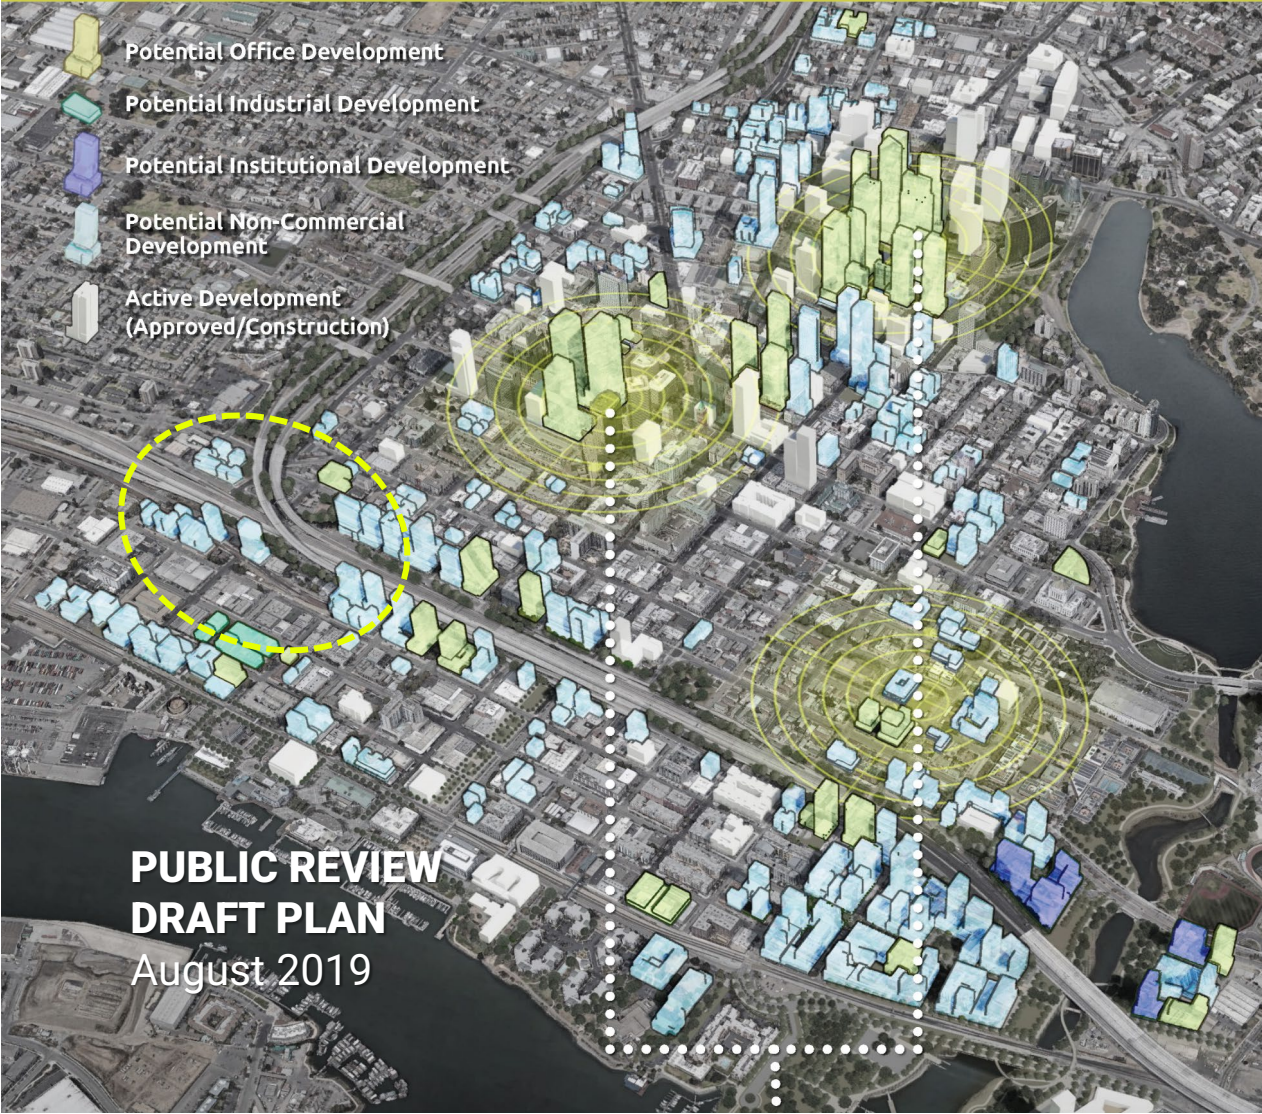 Potential Office Development
Potential Industrial Development
Potential Institutional Development
Potential Non-Commercial
Development
Active Development
(Approved/Construction)
PUBLIC REVIEW
DRAFT PLAN
August 2019